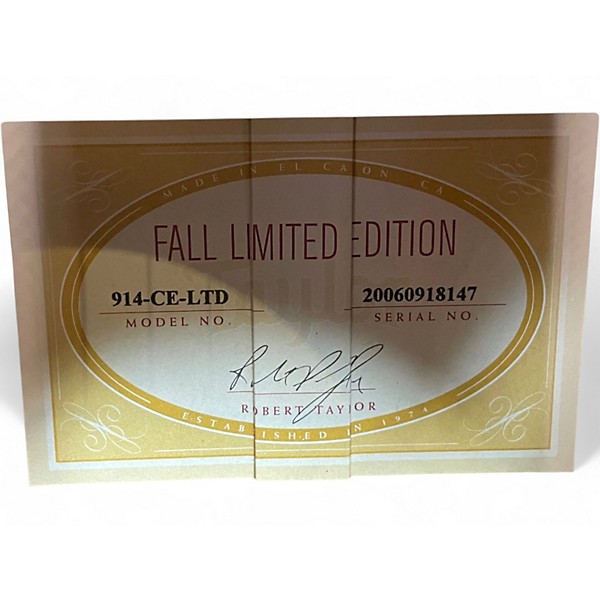 MADE IN EL CAJON, CA
FALL LIMITED EDITION
Taylor
914-CE-LTD 20060918147
MODEL NO. SERIAL NO.
ROBERT TAYLOR
ESTABLISHED IN 1974